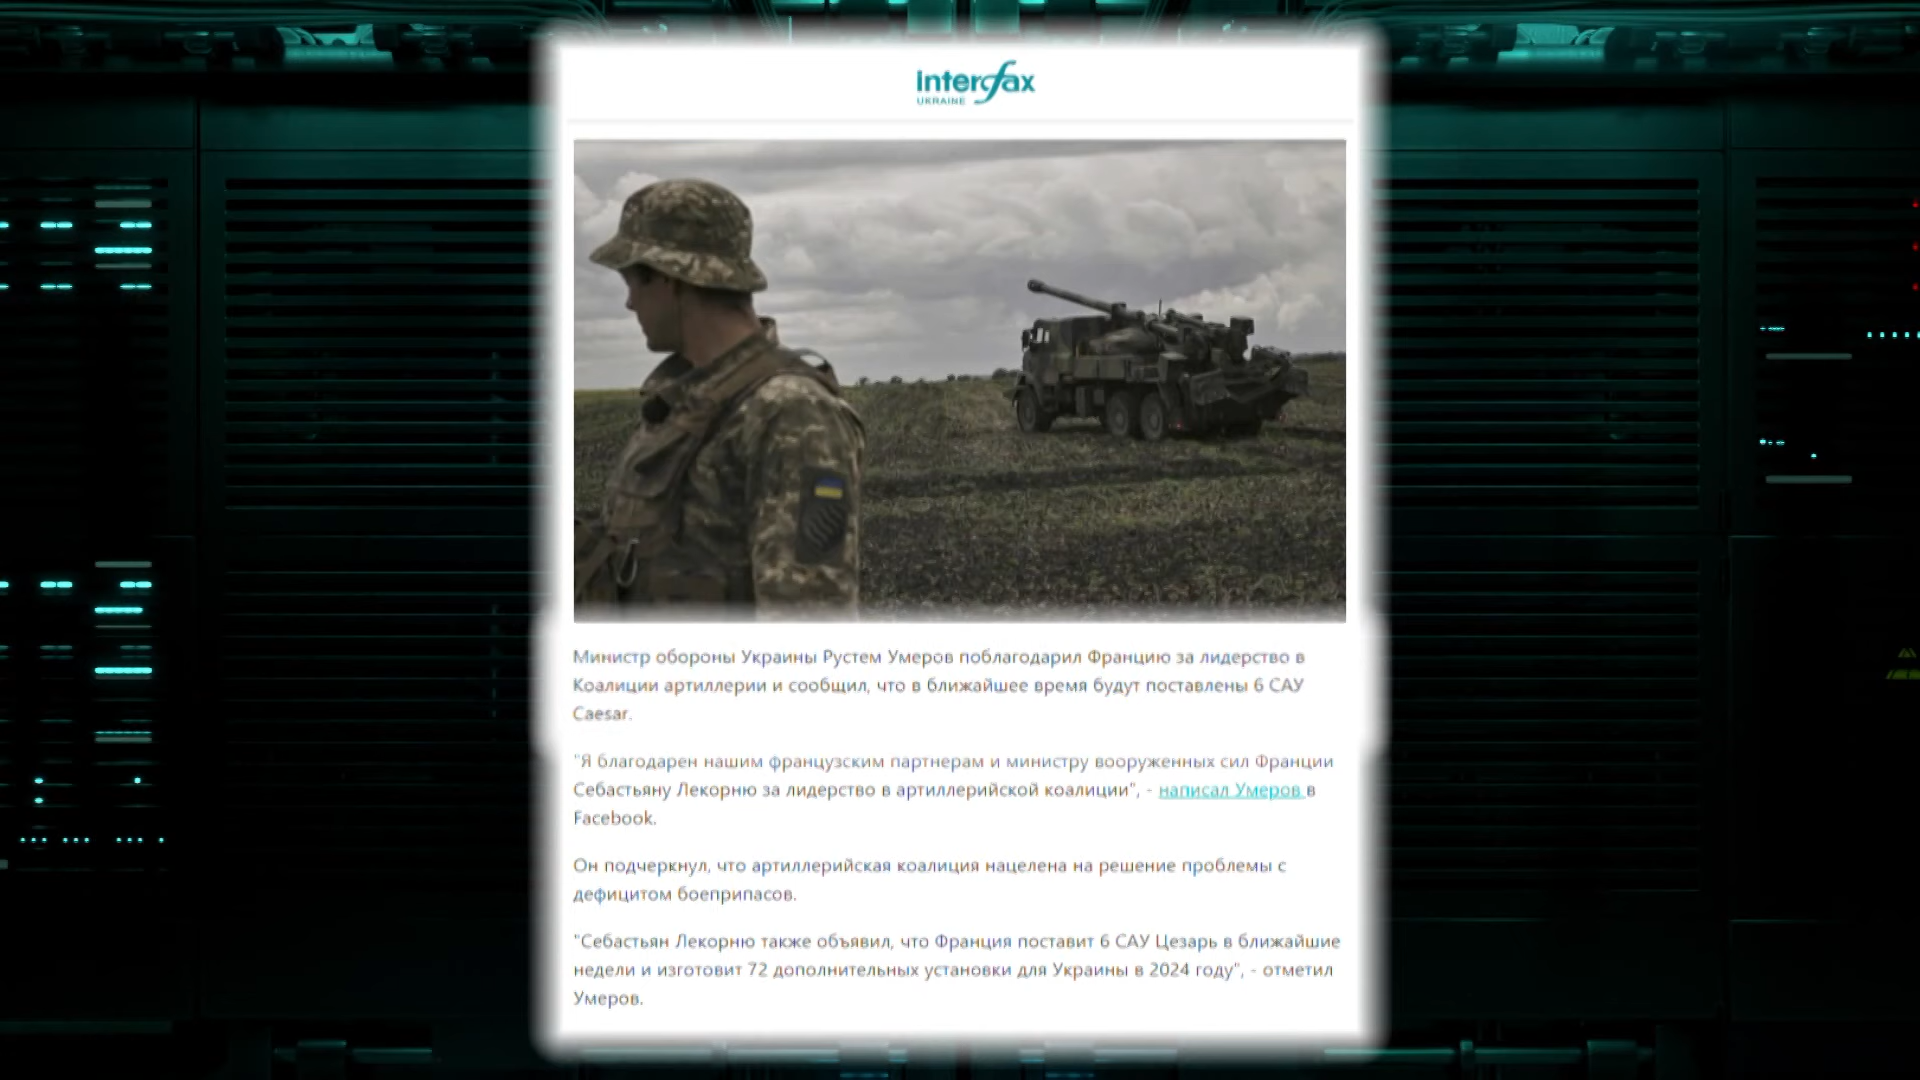 interfax
UKRAINE
Министр обороны Украины Рустем Умеров поблагодарил Францию за лидерство в
Коалиции артиллерии и сообщил, что в ближайшее время будут поставлены 6 САУ
Caesar.
"Я благодарен нашим французским партнерам и министру вооруженных сил Франции
Себастьяну Лекорню за лидерство в артиллерийской коалиции", - написал Умеров в
Facebook.
Он подчеркнул, что артиллерийская коалиция нацелена на решение проблемы с
дефицитом боеприпасов.
"Себастьян Лекорню также объявил, что Франция поставит 6 САУ Цезарь в ближайшие
недели и изготовит 72 дополнительных установки для Украины в 2024 году", - отметил
Умеров.